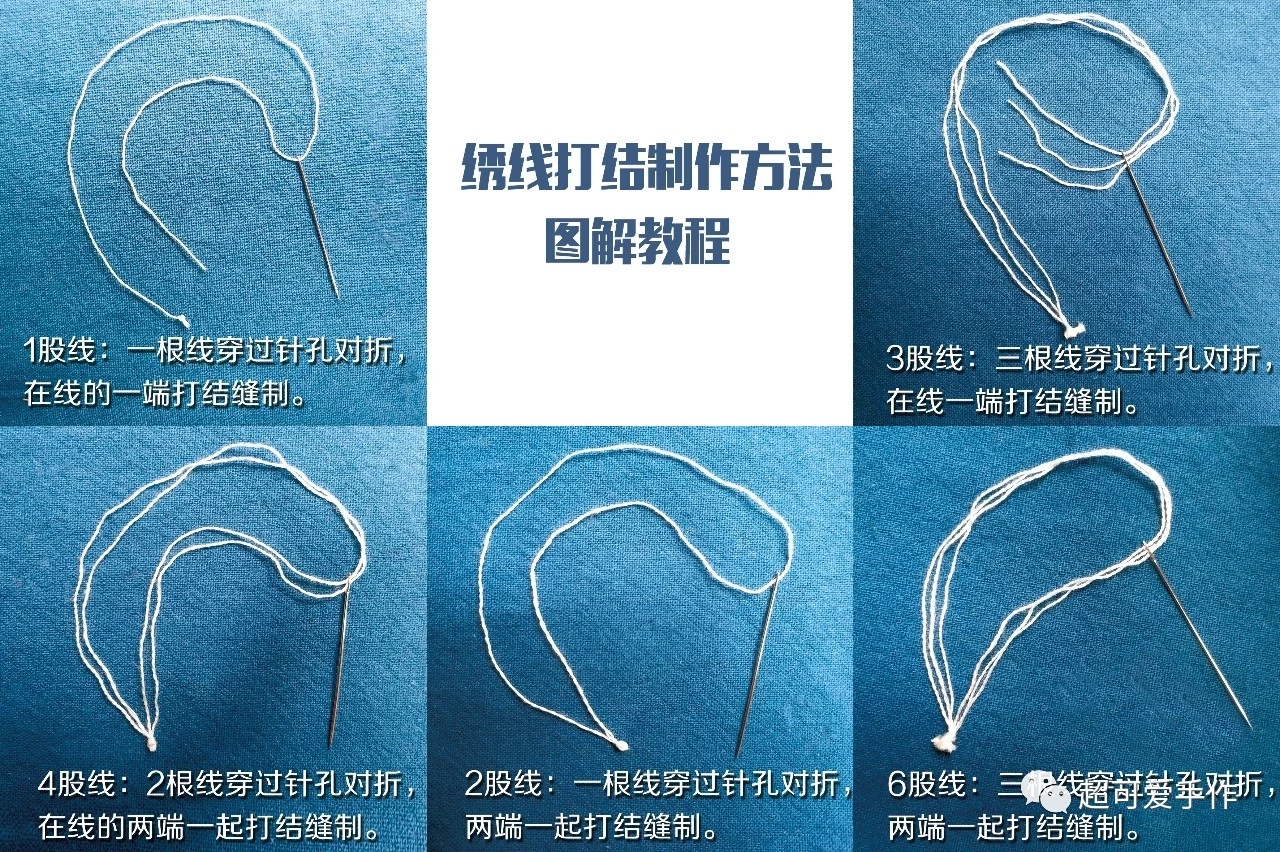 1股线：一根线穿过针孔对折，
在线的一端打结缝制。
绣线打结制作方法
图解教程
3股线：三根线穿过针孔对折，
在线一端打结缝制。
4股线：2根线穿过针孔对折，
在线的两端一起打结缝制。
2股线：一根线穿过针孔对折，
两端一起打结缝制。
6股线：三根线穿过针孔对折，
两端一起打结缝制。
超可爱手作